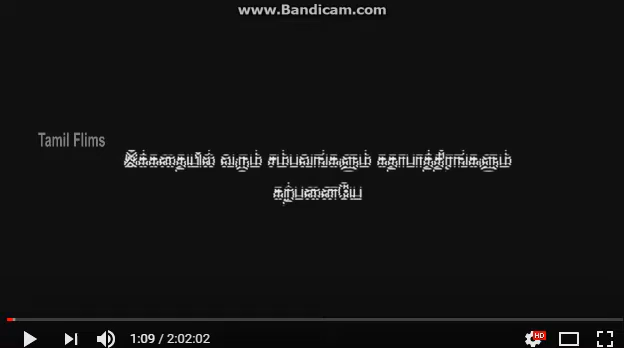 www.Bandicam.com
Tamil Flims
இக்கதையில் வரும் சம்பவங்களும் கதாபாத்திரங்களும்
கற்பனையே
1:09 / 2:02:02
HD